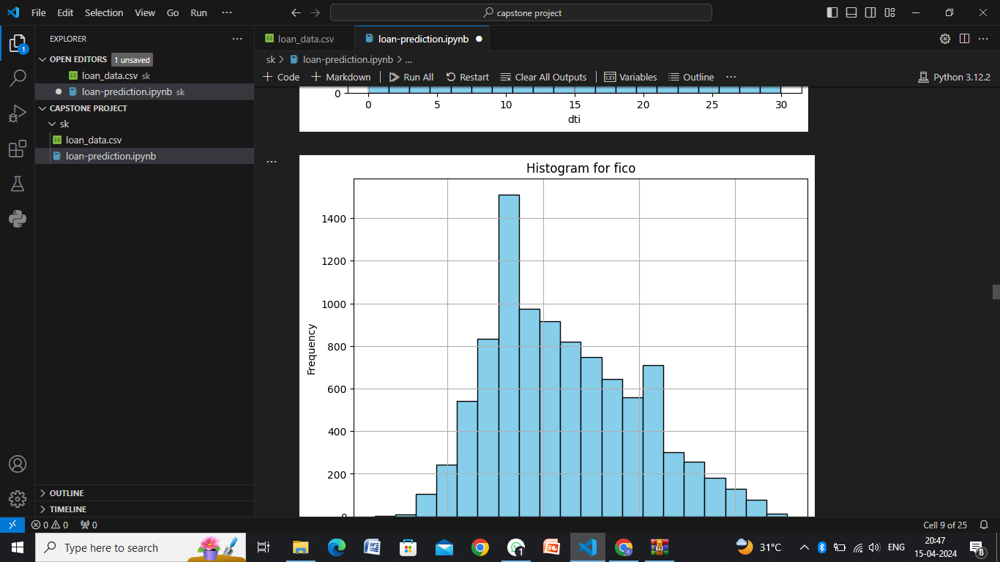 File Edit Selection View Go Run ...
capstone project
EXPLORER
OPEN EDITORS 1 unsaved
loan_data.csv sk
loan-prediction.ipynb sk
CAPSTONE PROJECT
sk
loan_data.csv
loan-prediction.ipynb
OUTLINE
TIMELINE
1
loan_data.csv loan-prediction.ipynb
sk > loan-prediction.ipynb > ...
+ Code + Markdown Run All Restart Clear All Outputs Variables Outline ... Python 3.12.2
0
0 5 10 15 20 25 30
dti
Histogram for fico
1400
1200
1000
800
600
400
200
0
Frequency
0 0 0 Cell 9 of 25
Type here to search
W
1
31°C ENG
20:47
15-04-2024
8